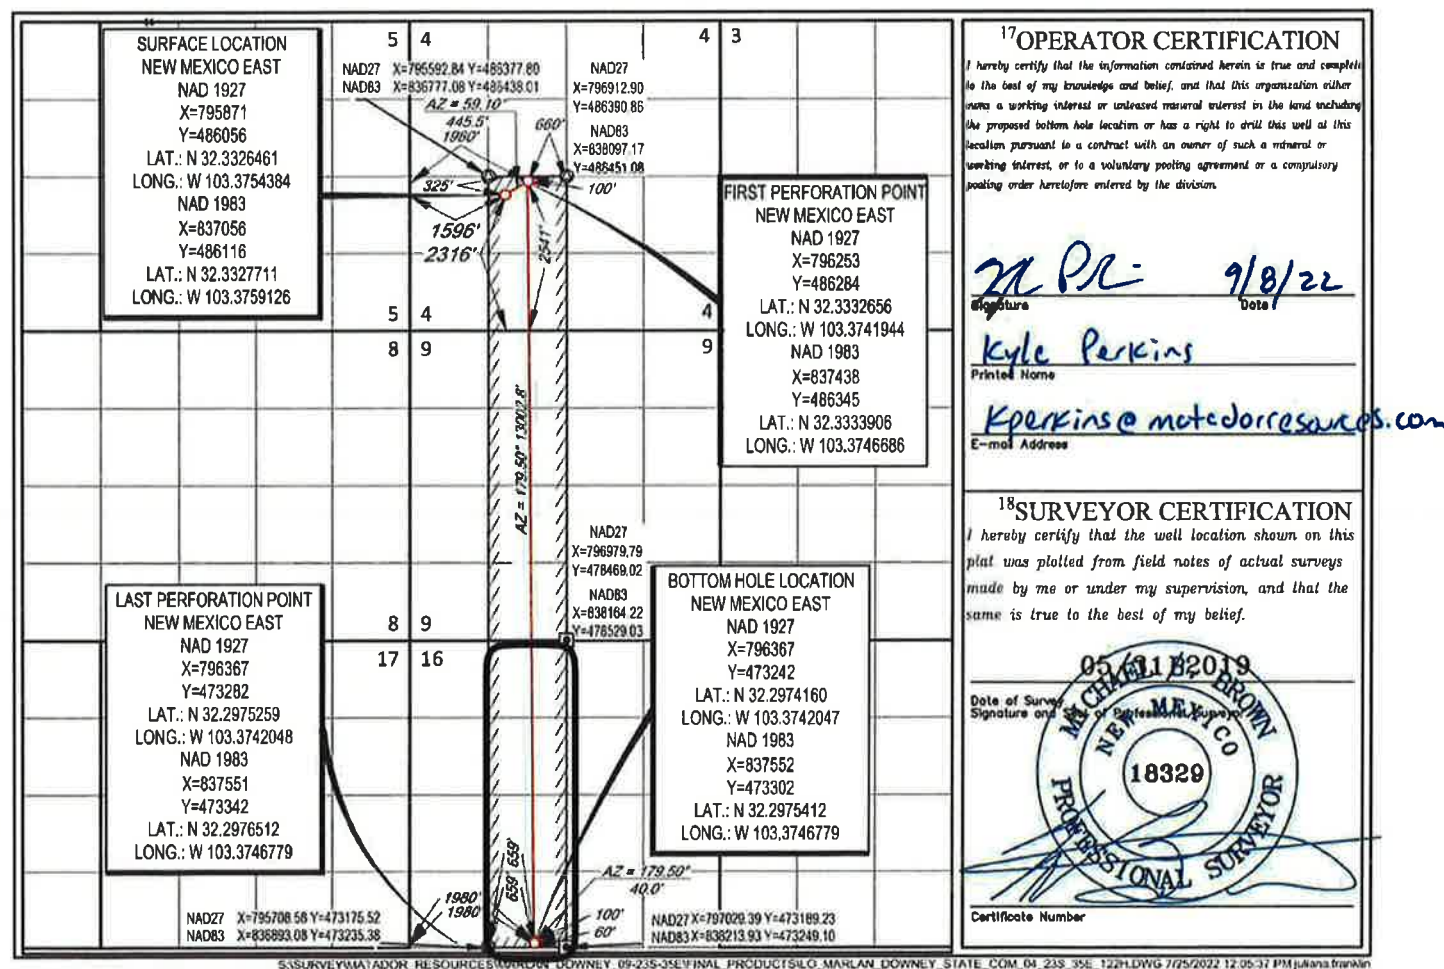 SURFACE LOCATION
NEW MEXICO EAST
NAD 1927
X=795871
Y=486056
LAT.: N 32.3326461
LONG.: W 103.3754384
NAD 1983
X=837056
Y=486116
LAT.: N 32.3327711
LONG.: W 103.3759126
5 4
4 3
NAD27 X=795592.84 Y=486377.80
NAD83 X=836777.08 Y=486438.01
AZ = 59.10°
445.5'
1980'
660'
NAD27
X=796912.90
Y=486390.86
NAD83
X=838097.17
Y=486451.08
325'
100'
1596'
2316'
2541'
FIRST PERFORATION POINT
NEW MEXICO EAST
NAD 1927
X=796253
Y=486284
LAT.: N 32.3332656
LONG.: W 103.3741944
NAD 1983
X=837438
Y=486345
LAT.: N 32.3333906
LONG.: W 103.3746686
5 4
4
8 9
9
AZ = 179.50° 13002.8'
NAD27
X=796979.79
Y=478469.02
NAD83
X=838164.22
Y=478529.03
8 9
17 16
LAST PERFORATION POINT
NEW MEXICO EAST
NAD 1927
X=796367
Y=473282
LAT.: N 32.2975259
LONG.: W 103.3742048
NAD 1983
X=837551
Y=473342
LAT.: N 32.2976512
LONG.: W 103.3746779
BOTTOM HOLE LOCATION
NEW MEXICO EAST
NAD 1927
X=796367
Y=473242
LAT.: N 32.2974160
LONG.: W 103.3742047
NAD 1983
X=837552
Y=473302
LAT.: N 32.2975412
LONG.: W 103.3746779
659' 659'
AZ = 179.50°
40.0'
1980'
1980'
100'
60'
NAD27 X=795708.56 Y=473175.52
NAD83 X=836893.08 Y=473235.38
NAD27 X=797029.39 Y=473189.23
NAD83 X=838213.93 Y=473249.10
17OPERATOR CERTIFICATION
I hereby certify that the information contained herein is true and complete
to the best of my knowledge and belief, and that this organization either
owns a working interest or unleased mineral interest in the land including
the proposed bottom hole location or has a right to drill this well at this
location pursuant to a contract with an owner of such a mineral or
working interest, or to a voluntary pooling agreement or a compulsory
pooling order heretofore entered by the division.
9/8/22
Signature Date
Kyle Perkins
Printed Name
Kperkins@matadorresources.com
E-mail Address
18SURVEYOR CERTIFICATION
I hereby certify that the well location shown on this
plat was plotted from field notes of actual surveys
made by me or under my supervision, and that the
same is true to the best of my belief.
05/31/2019
Date of Survey
Signature and Seal of Professional Surveyor
MICHAEL B. BROWN
NEW MEXICO
18329
PROFESSIONAL SURVEYOR
Certificate Number
DOWNEY_STATE_COM_04_23S_35E_122H.DWG 7/25/2022 12:05:37 PM juliana.franklin